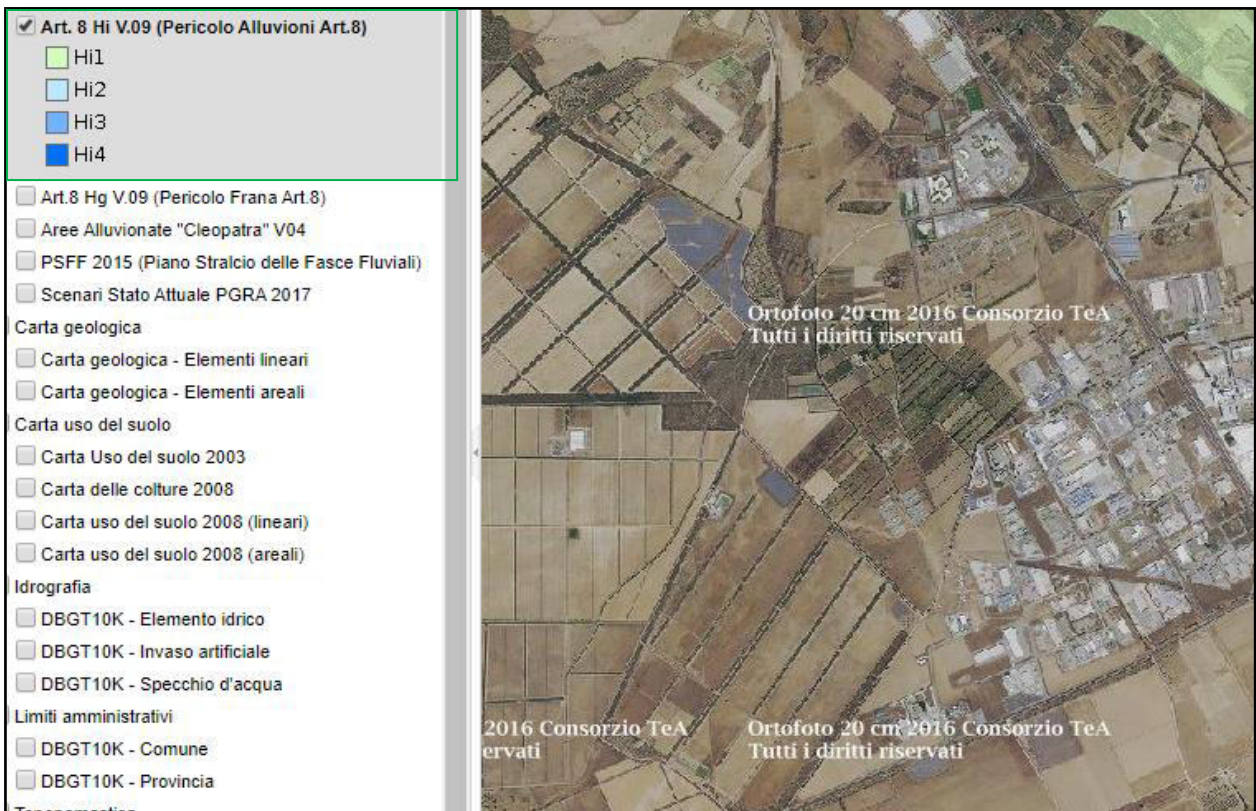 Art. 8 Hi V.09 (Pericolo Alluvioni Art.8)
Hi1
Hi2
Hi3
Hi4
Art.8 Hg V.09 (Pericolo Frana Art.8)
Aree Alluvionate "Cleopatra" V04
PSFF 2015 (Piano Stralcio delle Fasce Fluviali)
Scenari Stato Attuale PGRA 2017
Carta geologica
Carta geologica - Elementi lineari
Carta geologica - Elementi areali
Carta uso del suolo
Carta Uso del suolo 2003
Carta delle colture 2008
Carta uso del suolo 2008 (lineari)
Carta uso del suolo 2008 (areali)
Idrografia
DBGT10K - Elemento idrico
DBGT10K - Invaso artificiale
DBGT10K - Specchio d'acqua
Limiti amministrativi
DBGT10K - Comune
DBGT10K - Provincia
Ortofoto 20 cm 2016 Consorzio TeA
Tutti i diritti riservati
2016 Consorzio TeA
ervati
Ortofoto 20 cm 2016 Consorzio TeA
Tutti i diritti riservati